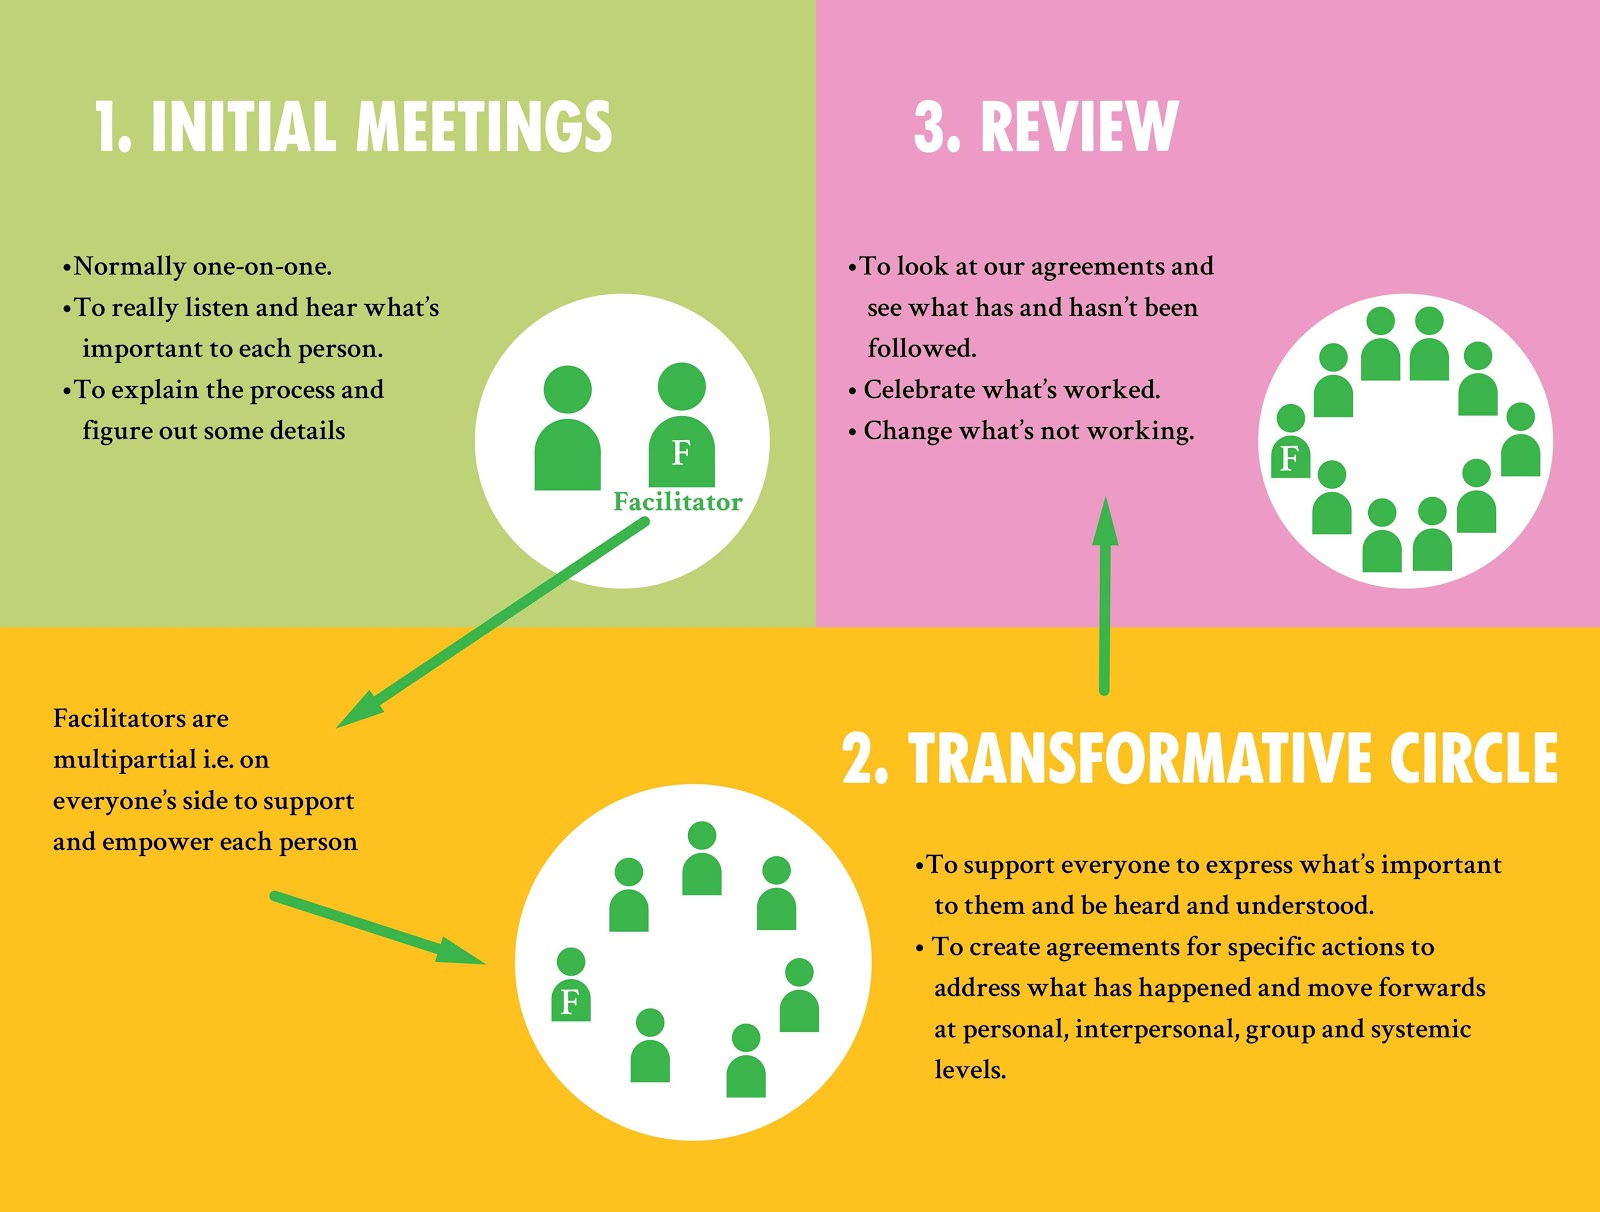 1. INITIAL MEETINGS
•Normally one-on-one.
•To really listen and hear what’s
important to each person.
•To explain the process and
figure out some details
F
Facilitator
Facilitators are
multipartial i.e. on
everyone’s side to support
and empower each person
F
2. TRANSFORMATIVE CIRCLE
•To support everyone to express what’s important
to them and be heard and understood.
• To create agreements for specific actions to
address what has happened and move forwards
at personal, interpersonal, group and systemic
levels.
3. REVIEW
•To look at our agreements and
see what has and hasn’t been
followed.
• Celebrate what’s worked.
• Change what’s not working.
F